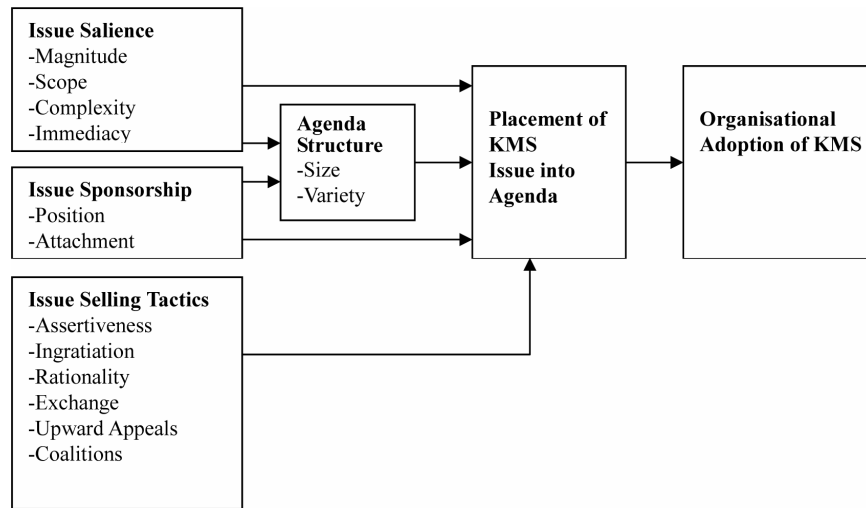 Issue Salience
-Magnitude
-Scope
-Complexity
-Immediacy
Issue Sponsorship
-Position
-Attachment
Issue Selling Tactics
-Assertiveness
-Ingratiation
-Rationality
-Exchange
-Upward Appeals
-Coalitions
Agenda
Structure
-Size
-Variety
Placement of
KMS
Issue into
Agenda
Organisational
Adoption of KMS